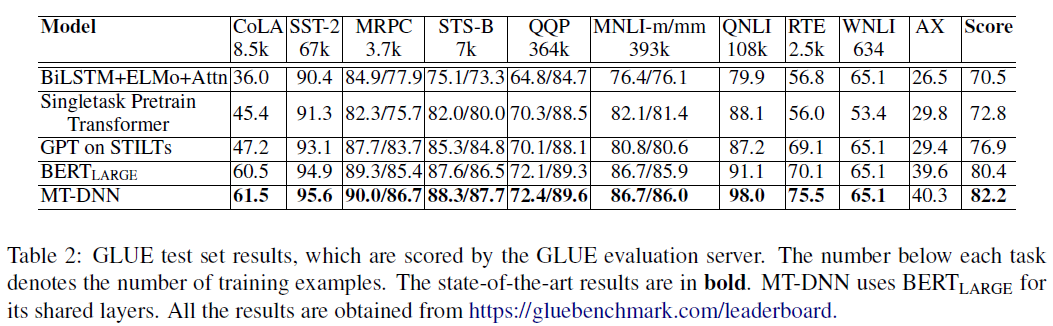 Model CoLA SST-2 MRPC STS-B QQP MNLI-m/mm QNLI RTE WNLI AX Score
8.5k 67k 3.7k 7k 364k 393k 108k 2.5k 634
BiLSTM+ELMo+Attn 36.0 90.4 84.9/77.9 75.1/73.3 64.8/84.7 76.4/76.1 79.9 56.8 65.1 26.5 70.5
Singletask Pretrain
Transformer 45.4 91.3 82.3/75.7 82.0/80.0 70.3/88.5 82.1/81.4 88.1 56.0 53.4 29.8 72.8
GPT on STILTs 47.2 93.1 87.7/83.7 85.3/84.8 70.1/88.1 80.8/80.6 87.2 69.1 65.1 29.4 76.9
BERTLARGE 60.5 94.9 89.3/85.4 87.6/86.5 72.1/89.3 86.7/85.9 91.1 70.1 65.1 39.6 80.4
MT-DNN 61.5 95.6 90.0/86.7 88.3/87.7 72.4/89.6 86.7/86.0 98.0 75.5 65.1 40.3 82.2
Table 2: GLUE test set results, which are scored by the GLUE evaluation server. The number below each task
denotes the number of training examples. The state-of-the-art results are in bold. MT-DNN uses BERTLARGE for
its shared layers. All the results are obtained from https://gluebenchmark.com/leaderboard.